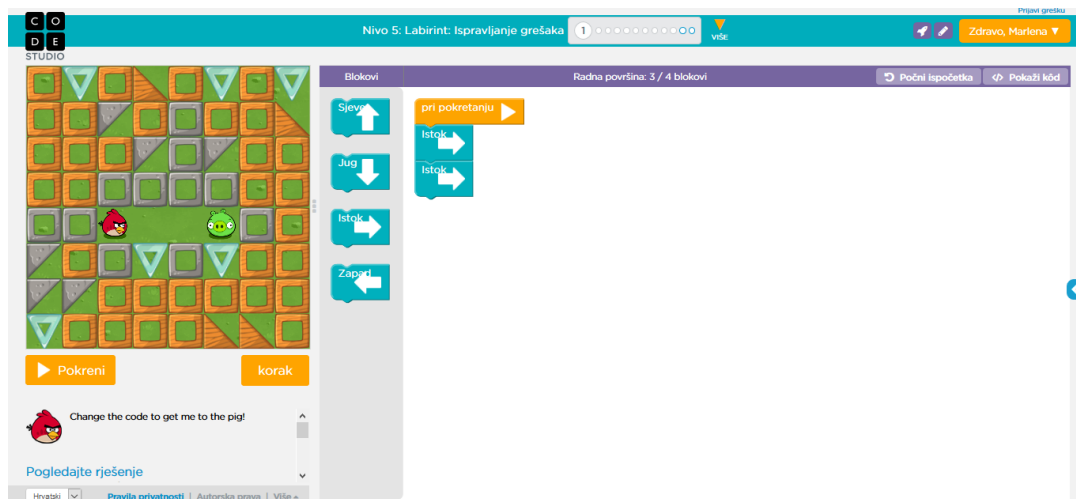 Prijavi grešku
C O
D E
STUDIO
Nivo 5: Labirint: Ispravljanje grešaka 1 VIŠE Zdravo, Marlena ▼
Blokovi Radna površina: 3 / 4 blokovi Počni ispočetka </> Pokaži kôd
Sjever pri pokretanju
Istok
Jug Istok
Istok
Zapad
Pokreni korak
Change the code to get me to the pig!
Pogledajte rješenje
Hrvatski Pravila privatnosti | Autorska prava | Više